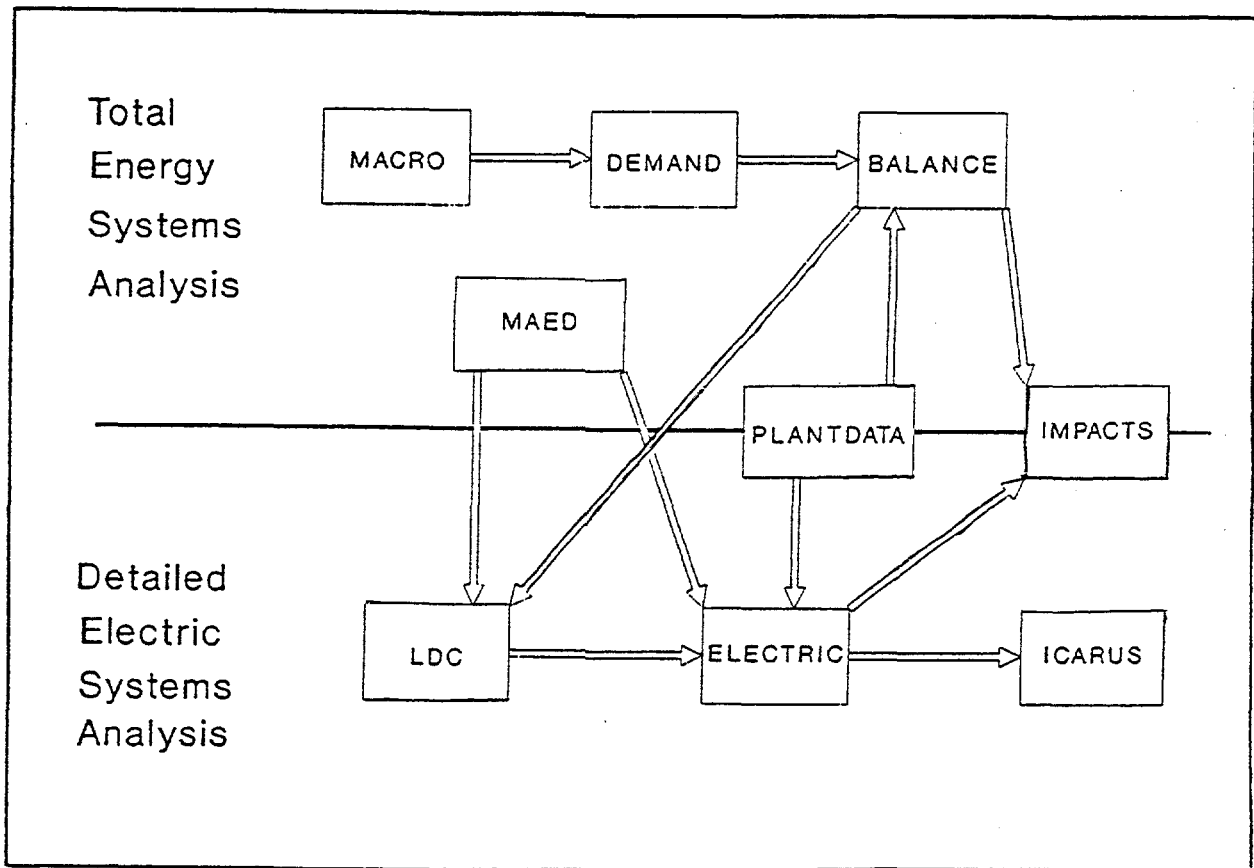 Total
Energy
Systems
Analysis
MACRO
DEMAND
BALANCE
MAED
PLANTDATA
IMPACTS
Detailed
Electric
Systems
Analysis
LDC
ELECTRIC
ICARUS